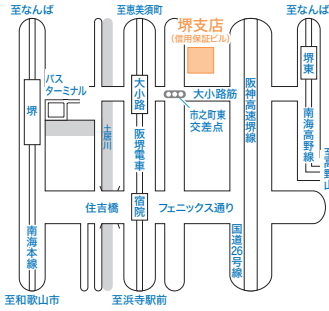 至なんば
至恵美須町
堺支店
(信用保証ビル)
至なんば
バス
ターミナル
堺
大小路
大小路筋
市之町東
交差点
阪神高速堺線
堺東
南海高野線
至高野山
土居川
阪堺電車
住吉橋
宿院
フェニックス通り
南海本線
国道26号線
至和歌山市
至浜寺駅前